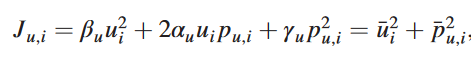 J_{u,i} = β_u u_i^2 + 2α_u u_i p_{u,i} + γ_u p_{u,i}^2 = ū_i^2 + p̄_{u,i}^2,